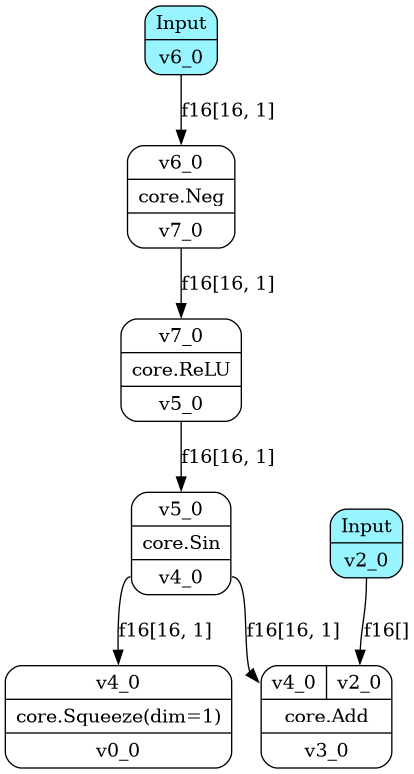 Input
v6_0
f16[16, 1]
v6_0
core.Neg
v7_0
f16[16, 1]
v7_0
core.ReLU
v5_0
f16[16, 1]
v5_0
core.Sin
v4_0
Input
v2_0
f16[16, 1]
f16[16, 1]
f16[]
v4_0
core.Squeeze(dim=1)
v0_0
v4_0 v2_0
core.Add
v3_0